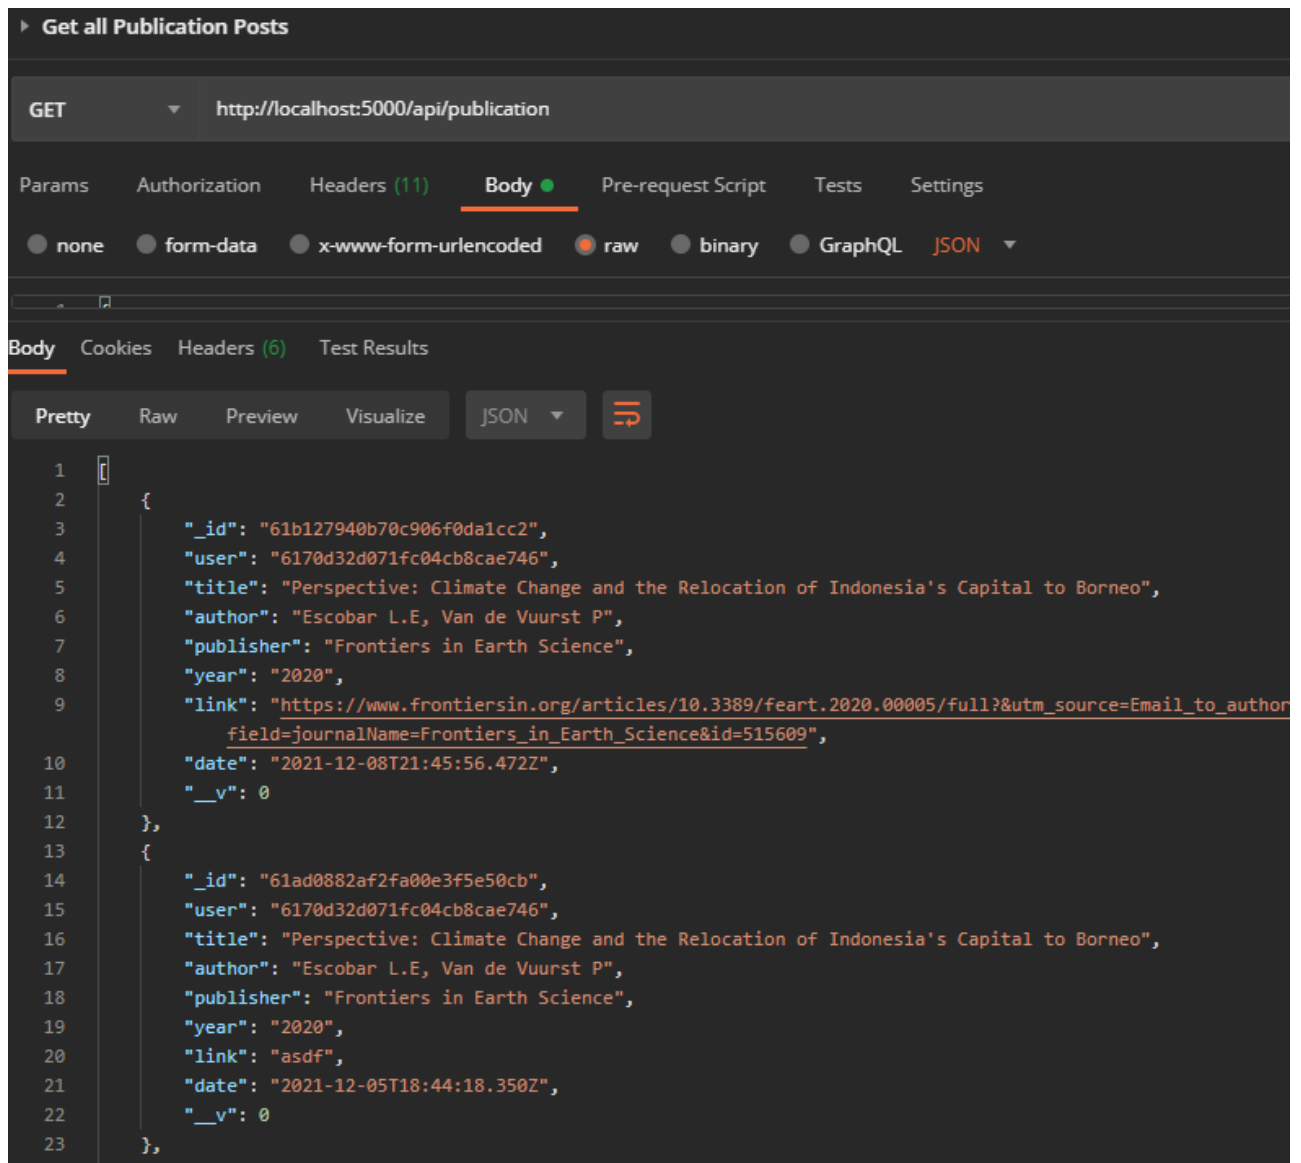 Get all Publication Posts
GET http://localhost:5000/api/publication
Params Authorization Headers (11) Body Pre-request Script Tests Settings
none form-data x-www-form-urlencoded raw binary GraphQL JSON
Body Cookies Headers (6) Test Results
Pretty Raw Preview Visualize JSON
1 [
2 {
3 "_id": "61b127940b70c906f0da1cc2",
4 "user": "6170d32d071fc04cb8cae746",
5 "title": "Perspective: Climate Change and the Relocation of Indonesia's Capital to Borneo",
6 "author": "Escobar L.E, Van de Vuurst P",
7 "publisher": "Frontiers in Earth Science",
8 "year": "2020",
9 "link": "https://www.frontiersin.org/articles/10.3389/feart.2020.00005/full?&utm_source=Email_to_author
field=journalName=Frontiers_in_Earth_Science&id=515609",
10 "date": "2021-12-08T21:45:56.472Z",
11 "__v": 0
12 },
13 {
14 "_id": "61ad0882af2fa00e3f5e50cb",
15 "user": "6170d32d071fc04cb8cae746",
16 "title": "Perspective: Climate Change and the Relocation of Indonesia's Capital to Borneo",
17 "author": "Escobar L.E, Van de Vuurst P",
18 "publisher": "Frontiers in Earth Science",
19 "year": "2020",
20 "link": "asdf",
21 "date": "2021-12-05T18:44:18.350Z",
22 "__v": 0
23 },